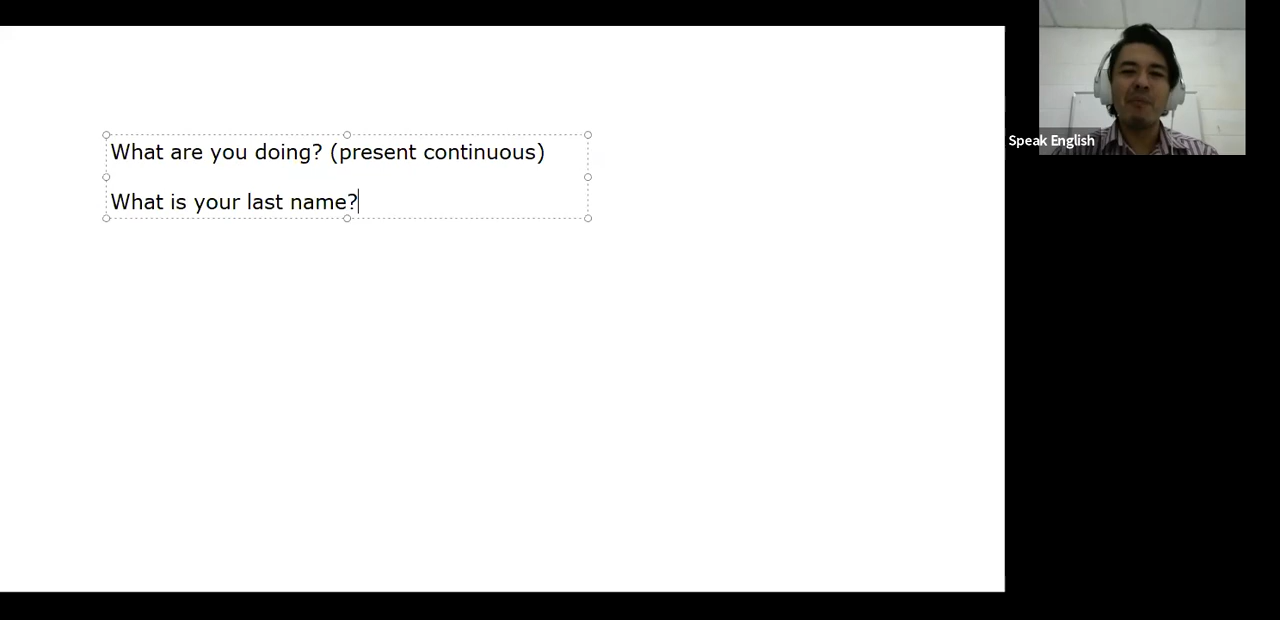 What are you doing? (present continuous)
What is your last name?
Speak English